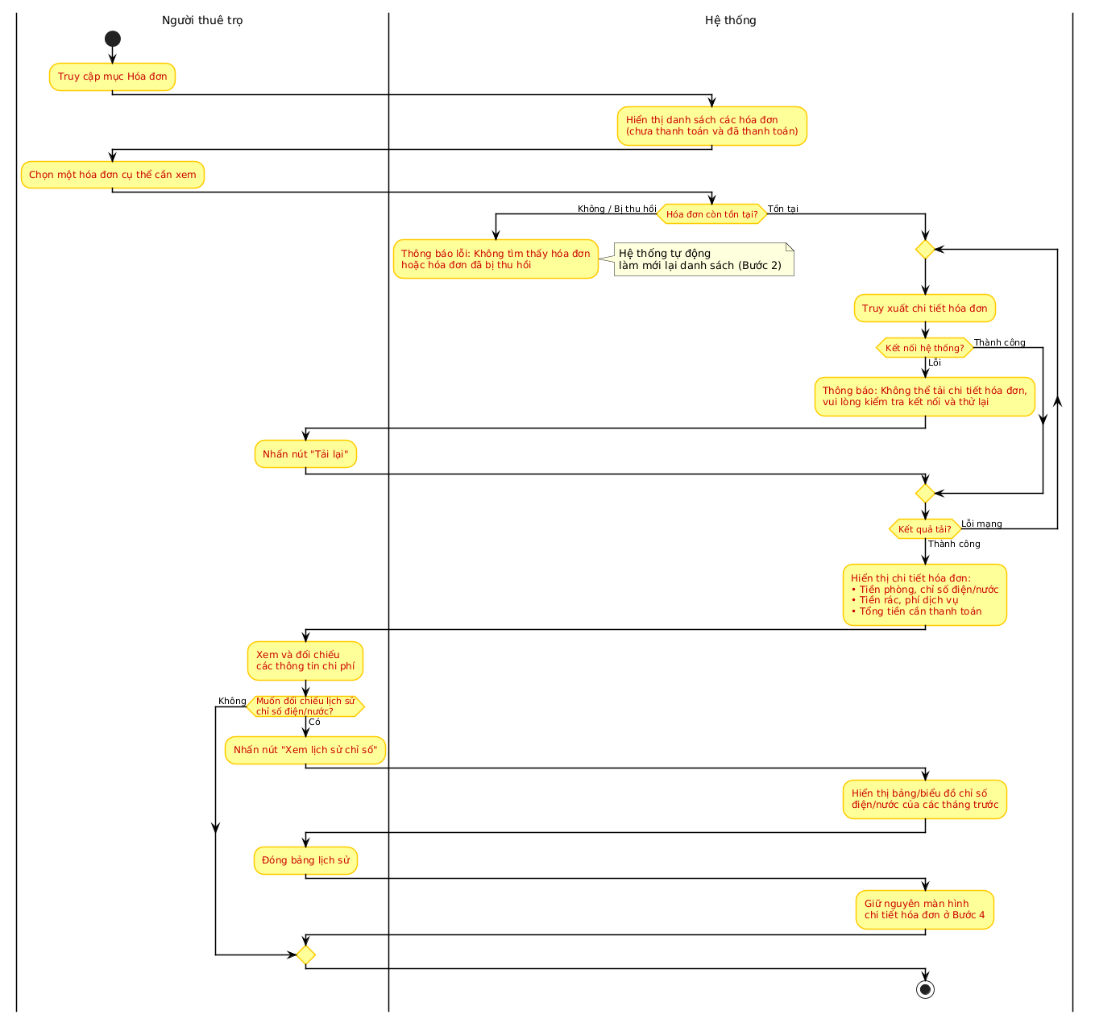 Người thuê trọ
Hệ thống
Truy cập mục Hóa đơn
Hiển thị danh sách các hóa đơn
(chưa thanh toán và đã thanh toán)
Chọn một hóa đơn cụ thể cần xem
Không / Bị thu hồi
Hóa đơn còn tồn tại?
Tồn tại
Thông báo lỗi: Không tìm thấy hóa đơn
hoặc hóa đơn đã bị thu hồi
Hệ thống tự động
làm mới lại danh sách (Bước 2)
Truy xuất chi tiết hóa đơn
Kết nối hệ thống?
Thành công
Lỗi
Thông báo: Không thể tải chi tiết hóa đơn,
vui lòng kiểm tra kết nối và thử lại
Nhấn nút "Tải lại"
Kết quả tải?
Lỗi mạng
Thành công
Hiển thị chi tiết hóa đơn:
• Tiền phòng, chỉ số điện/nước
• Tiền rác, phí dịch vụ
• Tổng tiền cần thanh toán
Xem và đối chiếu
các thông tin chi phí
Không
Muốn đối chiếu lịch sử
chỉ số điện/nước?
Có
Nhấn nút "Xem lịch sử chỉ số"
Hiển thị bảng/biểu đồ chỉ số
điện/nước của các tháng trước
Đóng bảng lịch sử
Giữ nguyên màn hình
chi tiết hóa đơn ở Bước 4